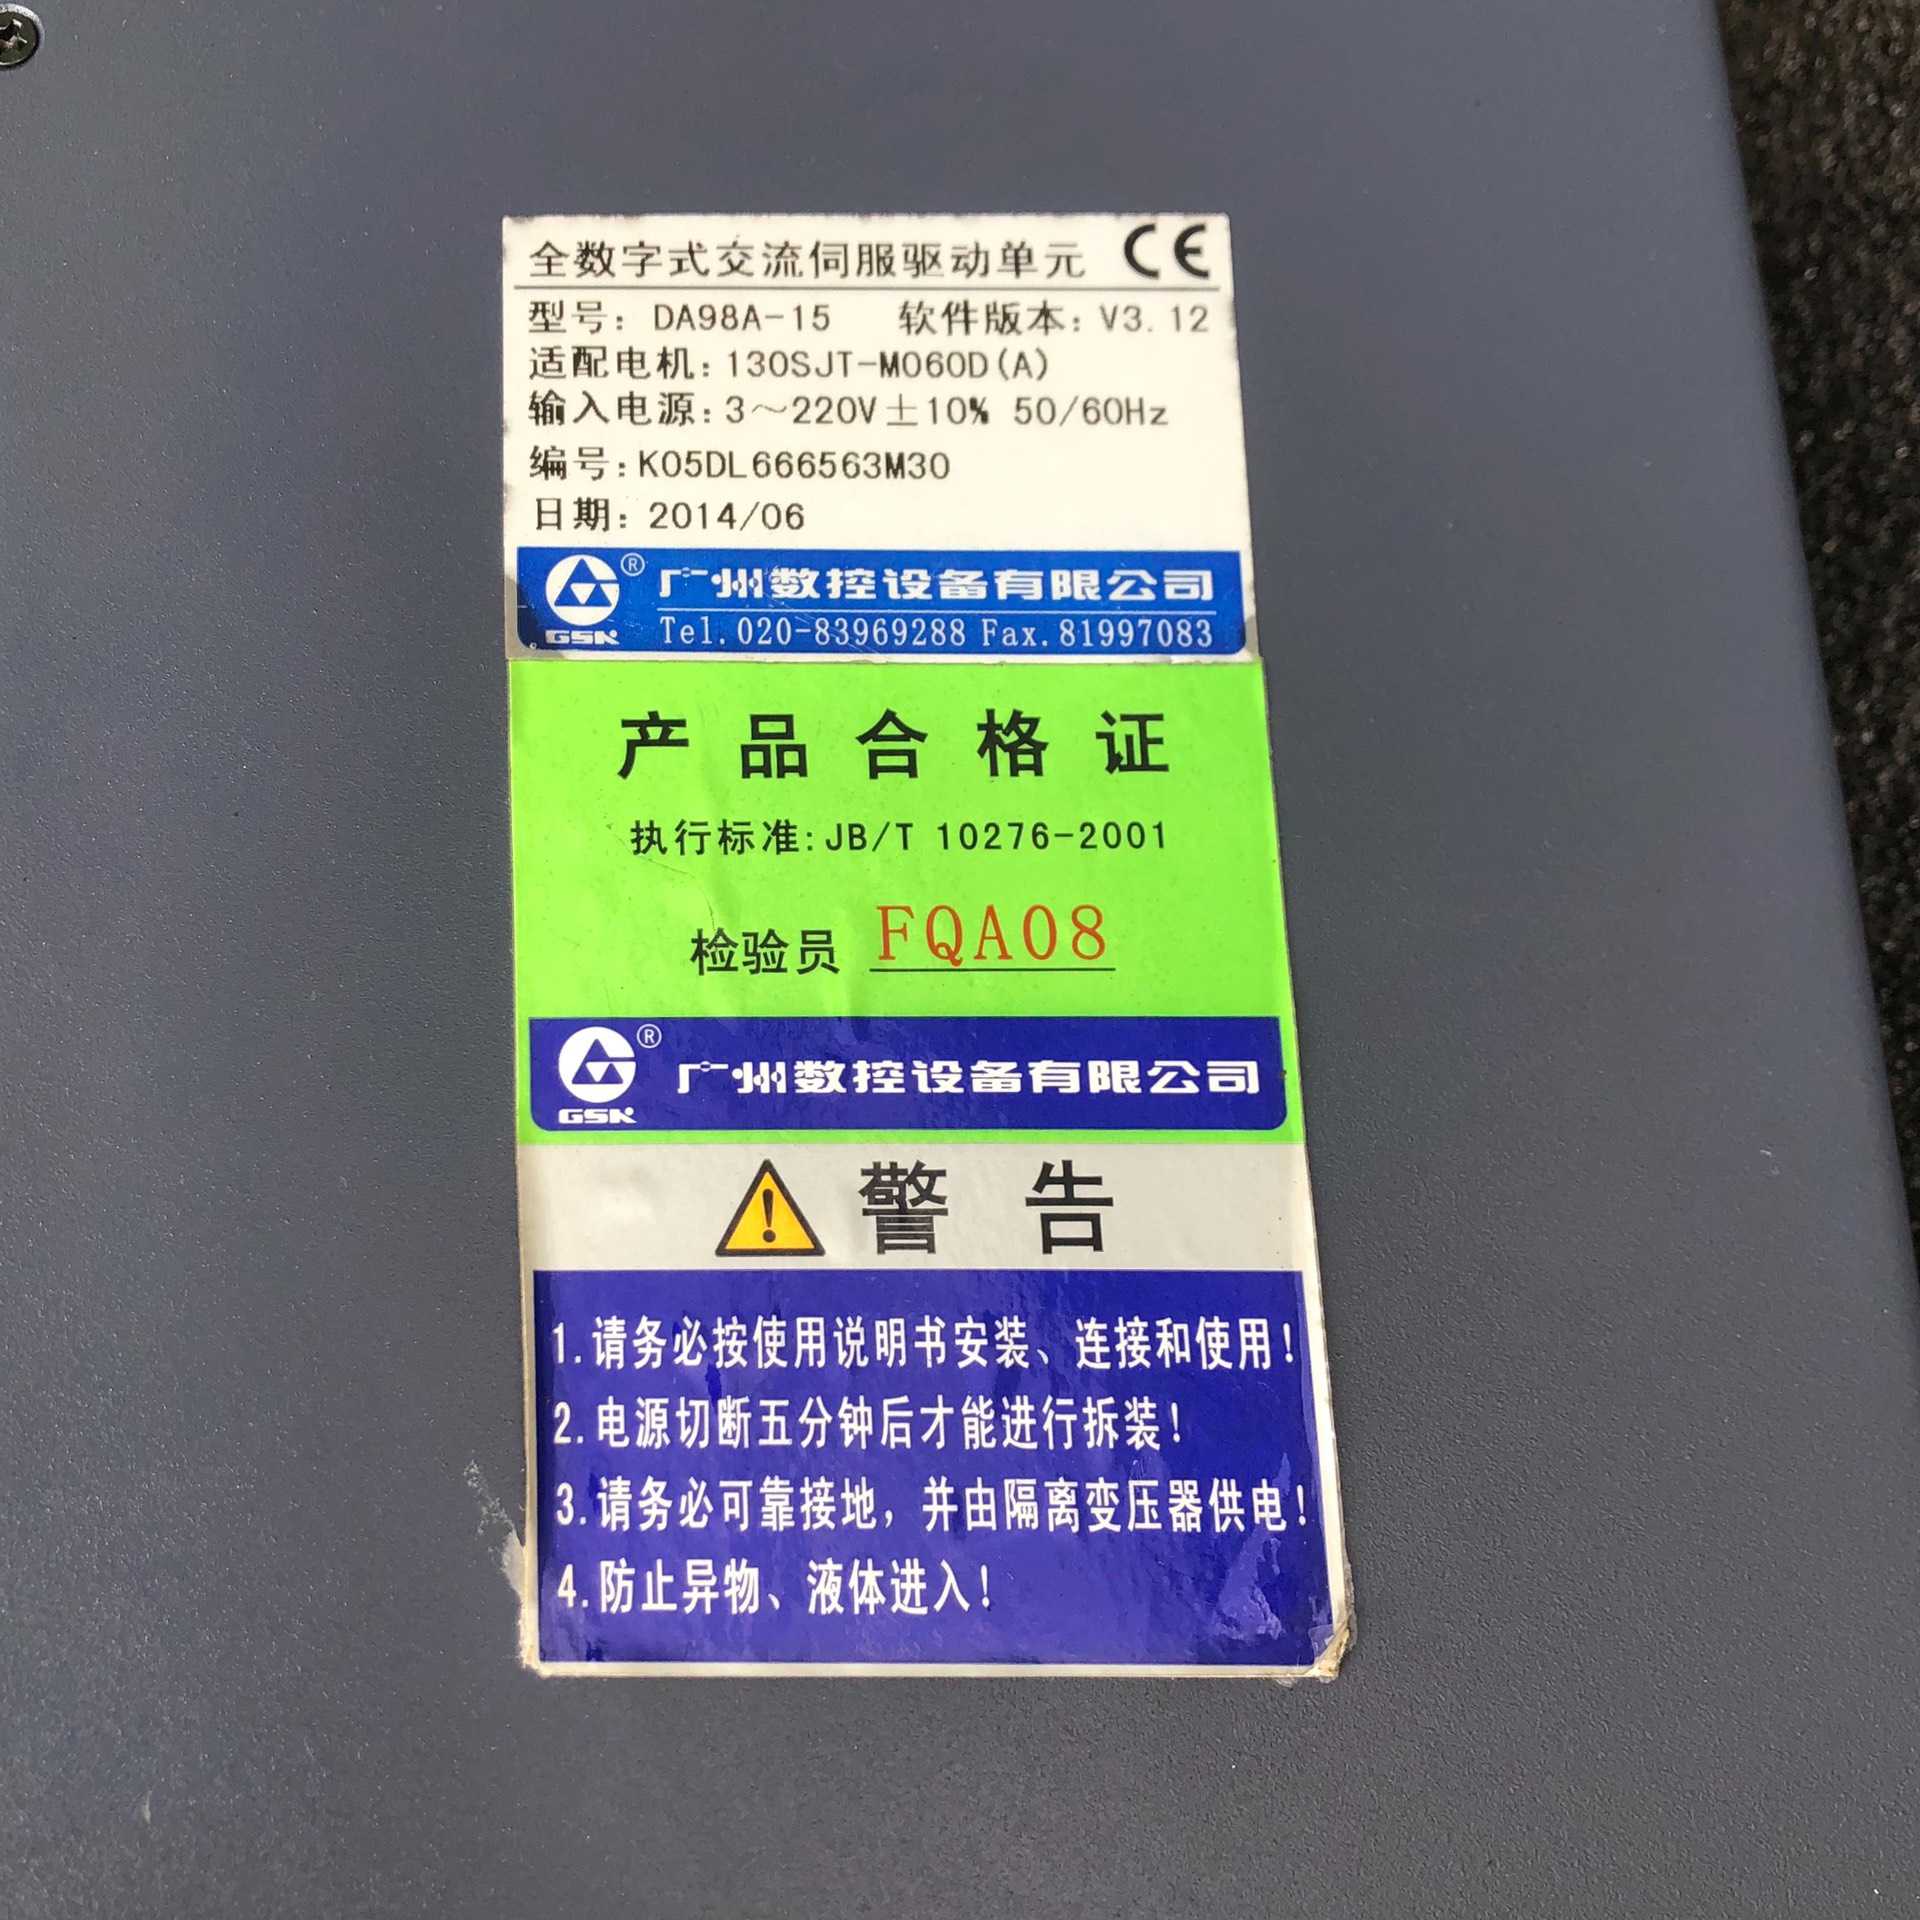 全数字式交流伺服驱动单元 CE
型号: DA98A-15 软件版本: V3.12
适配电机: 130SJT-M060D(A)
输入电源: 3～220V±10% 50/60Hz
编号: K05DL666563M30
日期: 2014/06
® 广州数控设备有限公司
GSK Tel.020-83969288 Fax.81997083
产品合格证
执行标准:JB/T 10276-2001
检验员 FQA08
® 广州数控设备有限公司
GSK
警告
1.请务必按使用说明书安装、连接和使用!
2.电源切断五分钟后才能进行拆装!
3.请务必可靠接地，并由隔离变压器供电!
4.防止异物、液体进入!